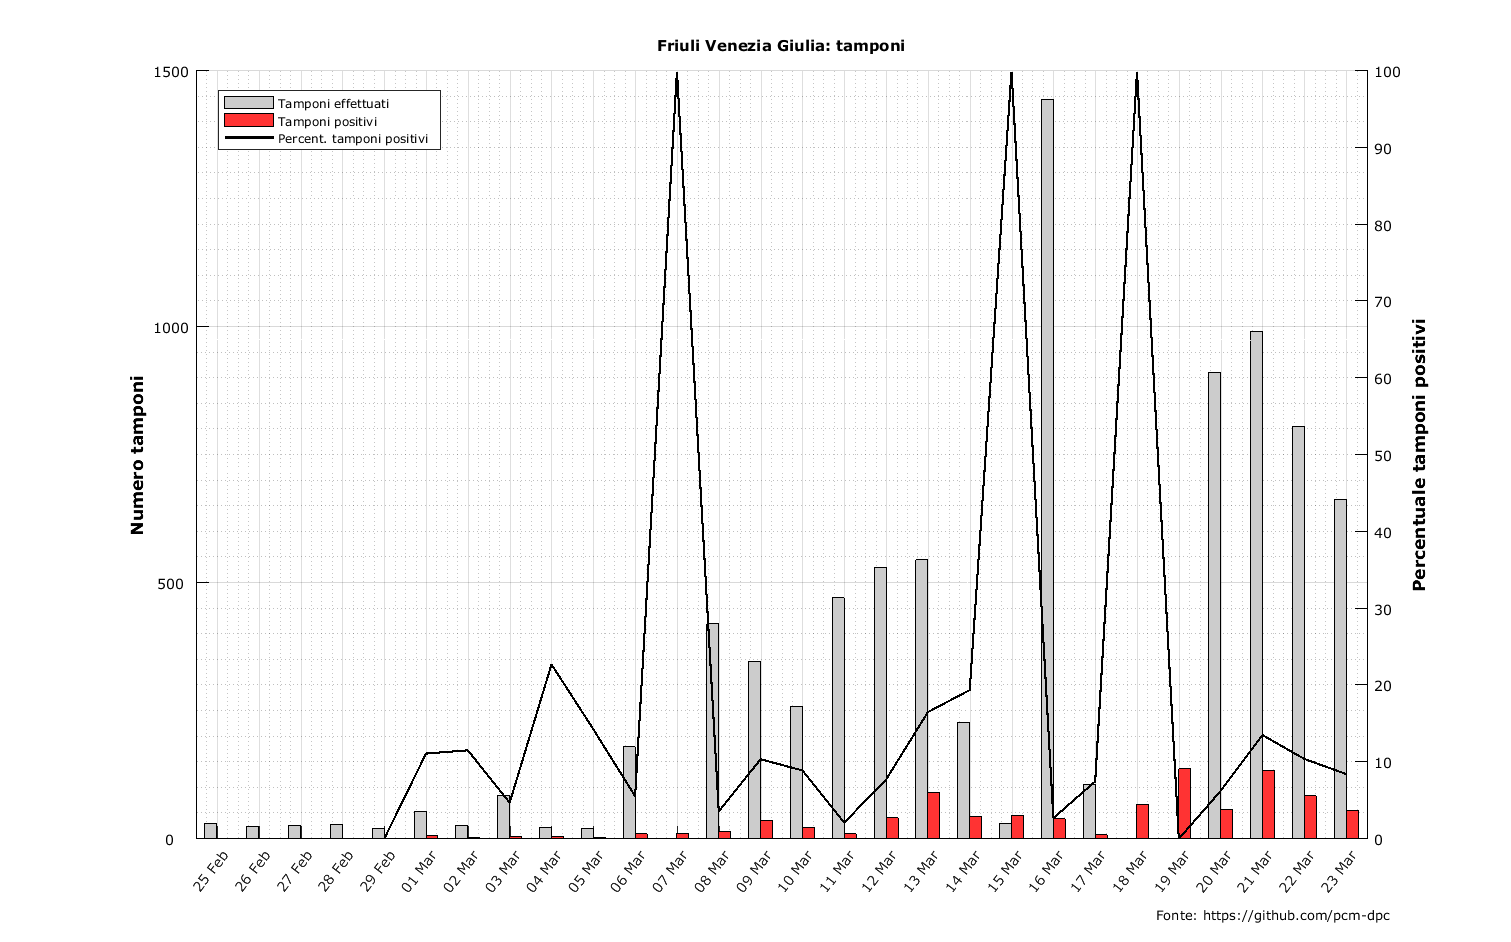 Friuli Venezia Giulia: tamponi
Tamponi effettuati
Tamponi positivi
Percent. tamponi positivi
Numero tamponi
1500
1000
500
0
Percentuale tamponi positivi
100
90
80
70
60
50
40
30
20
10
0
25 Feb
26 Feb
27 Feb
28 Feb
29 Feb
01 Mar
02 Mar
03 Mar
04 Mar
05 Mar
06 Mar
07 Mar
08 Mar
09 Mar
10 Mar
11 Mar
12 Mar
13 Mar
14 Mar
15 Mar
16 Mar
17 Mar
18 Mar
19 Mar
20 Mar
21 Mar
22 Mar
23 Mar
Fonte: https://github.com/pcm-dpc